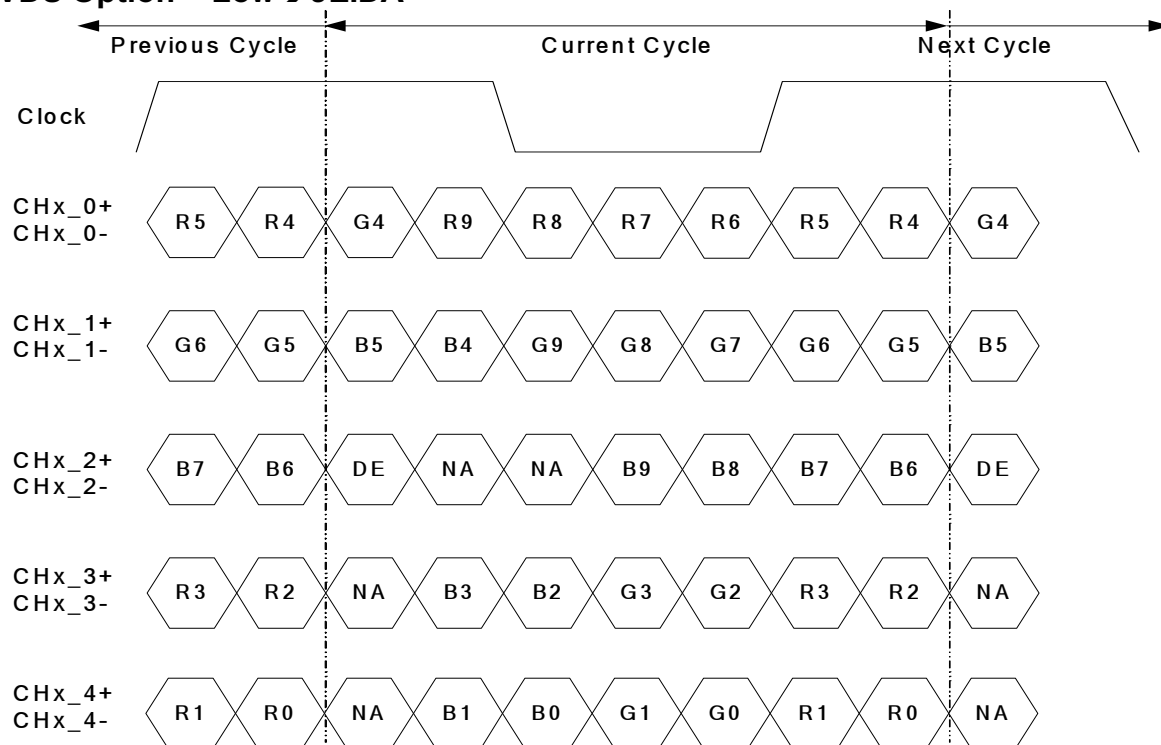 Previous Cycle Current Cycle Next Cycle
Clock
CHx_0+
CHx_0-
R5 R4 G4 R9 R8 R7 R6 R5 R4 G4
CHx_1+
CHx_1-
G6 G5 B5 B4 G9 G8 G7 G6 G5 B5
CHx_2+
CHx_2-
B7 B6 DE NA NA B9 B8 B7 B6 DE
CHx_3+
CHx_3-
R3 R2 NA B3 B2 G3 G2 R3 R2 NA
CHx_4+
CHx_4-
R1 R0 NA B1 B0 G1 G0 R1 R0 NA